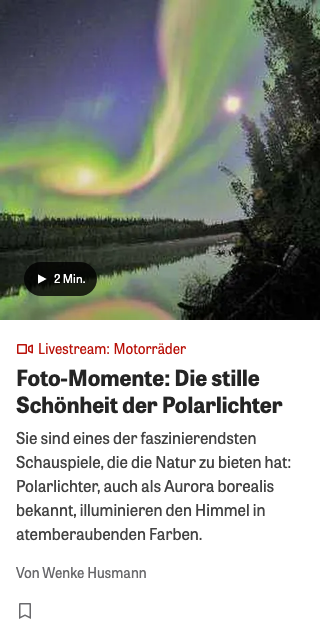 2 Min.
Livestream: Motorräder
Foto-Momente: Die stille
Schönheit der Polarlichter
Sie sind eines der faszinierendsten
Schauspiele, die die Natur zu bieten hat:
Polarlichter, auch als Aurora borealis
bekannt, illuminieren den Himmel in
atemberaubenden Farben.
Von Wenke Husmann